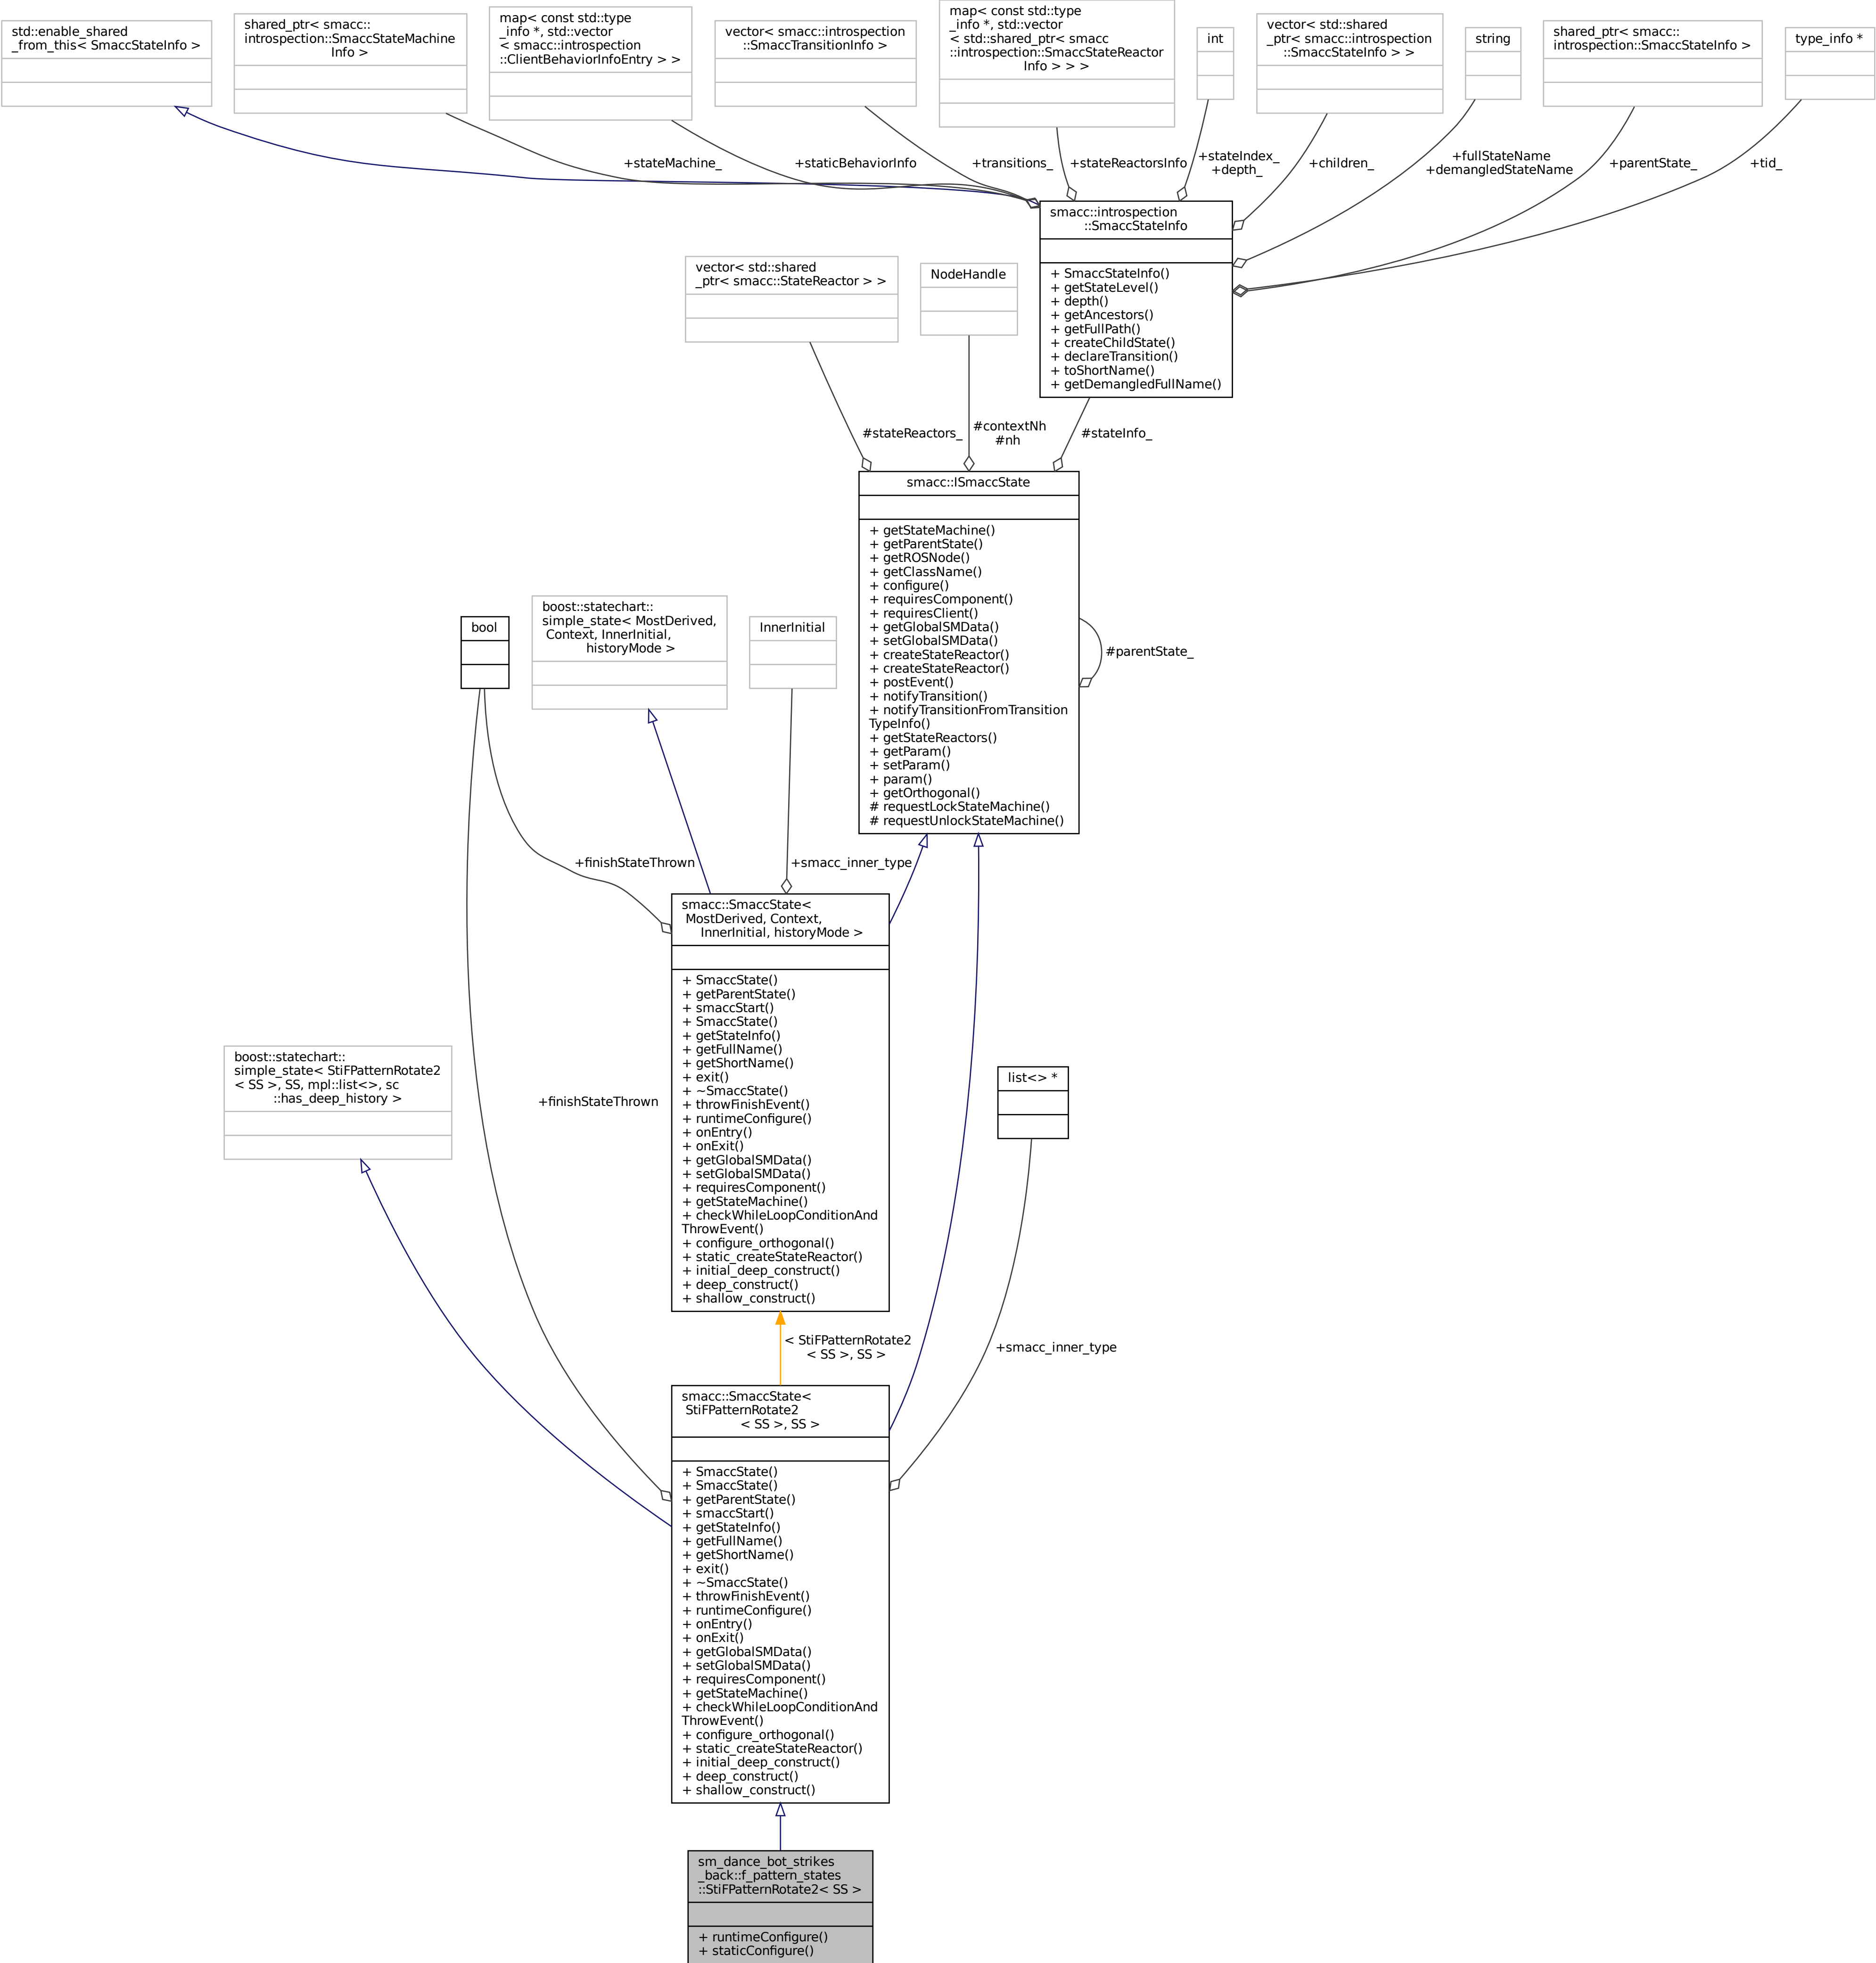 std::enable_shared
_from_this< SmaccStateInfo >
shared_ptr< smacc::
introspection::SmaccStateMachine
Info >
map< const std::type
_info *, std::vector
< smacc::introspection
::ClientBehaviorInfoEntry > >
vector< smacc::introspection
::SmaccTransitionInfo >
map< const std::type
_info *, std::vector
< std::shared_ptr< smacc
::introspection::SmaccStateReactor
Info > > >
int
vector< std::shared
_ptr< smacc::introspection
::SmaccStateInfo > >
string
shared_ptr< smacc::
introspection::SmaccStateInfo >
type_info *
+stateMachine_
+staticBehaviorInfo
+transitions_
+stateReactorsInfo
+stateIndex_
+depth_
+children_
+fullStateName
+demangledStateName
+parentState_
+tid_
smacc::introspection
::SmaccStateInfo
+ SmaccStateInfo()
+ getStateLevel()
+ depth()
+ getAncestors()
+ getFullPath()
+ createChildState()
+ declareTransition()
+ toShortName()
+ getDemangledFullName()
vector< std::shared
_ptr< smacc::StateReactor > >
NodeHandle
#stateReactors_
#contextNh
#nh
#stateInfo_
smacc::ISmaccState
+ getStateMachine()
+ getParentState()
+ getROSNode()
+ getClassName()
+ configure()
+ requiresComponent()
+ requiresClient()
+ getGlobalSMData()
+ setGlobalSMData()
+ createStateReactor()
+ createStateReactor()
+ postEvent()
+ notifyTransition()
+ notifyTransitionFromTransition
TypeInfo()
+ getStateReactors()
+ getParam()
+ setParam()
+ param()
+ getOrthogonal()
# requestLockStateMachine()
# requestUnlockStateMachine()
#parentState_
bool
boost::statechart::
simple_state< MostDerived,
Context, InnerInitial,
historyMode >
InnerInitial
+finishStateThrown
+smacc_inner_type
smacc::SmaccState<
MostDerived, Context,
InnerInitial, historyMode >
+ SmaccState()
+ getParentState()
+ smaccStart()
+ SmaccState()
+ getStateInfo()
+ getFullName()
+ getShortName()
+ exit()
+ ~SmaccState()
+ throwFinishEvent()
+ runtimeConfigure()
+ onEntry()
+ onExit()
+ getGlobalSMData()
+ setGlobalSMData()
+ requiresComponent()
+ getStateMachine()
+ checkWhileLoopConditionAnd
ThrowEvent()
+ configure_orthogonal()
+ static_createStateReactor()
+ initial_deep_construct()
+ deep_construct()
+ shallow_construct()
boost::statechart::
simple_state< StiFPatternRotate2
< SS >, SS, mpl::list<>, sc
::has_deep_history >
+finishStateThrown
list<> *
< StiFPatternRotate2
< SS >, SS >
+smacc_inner_type
smacc::SmaccState<
StiFPatternRotate2
< SS >, SS >
+ SmaccState()
+ SmaccState()
+ getParentState()
+ smaccStart()
+ getStateInfo()
+ getFullName()
+ getShortName()
+ exit()
+ ~SmaccState()
+ throwFinishEvent()
+ runtimeConfigure()
+ onEntry()
+ onExit()
+ getGlobalSMData()
+ setGlobalSMData()
+ requiresComponent()
+ getStateMachine()
+ checkWhileLoopConditionAnd
ThrowEvent()
+ configure_orthogonal()
+ static_createStateReactor()
+ initial_deep_construct()
+ deep_construct()
+ shallow_construct()
sm_dance_bot_strikes
_back::f_pattern_states
::StiFPatternRotate2< SS >
+ runtimeConfigure()
+ staticConfigure()